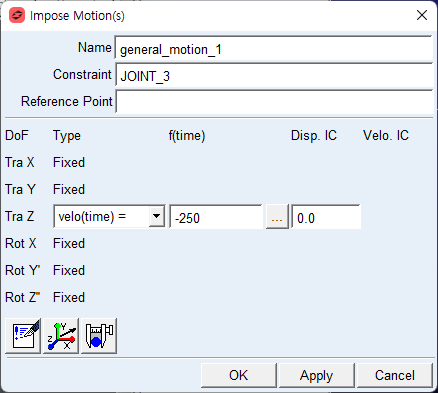 Impose Motion(s)
Name general_motion_1
Constraint JOINT_3
Reference Point
DoF Type f(time) Disp. IC Velo. IC
Tra X Fixed
Tra Y Fixed
Tra Z velo(time) = -250 ... 0.0
Rot X Fixed
Rot Y' Fixed
Rot Z" Fixed
Z Y X
OK Apply Cancel